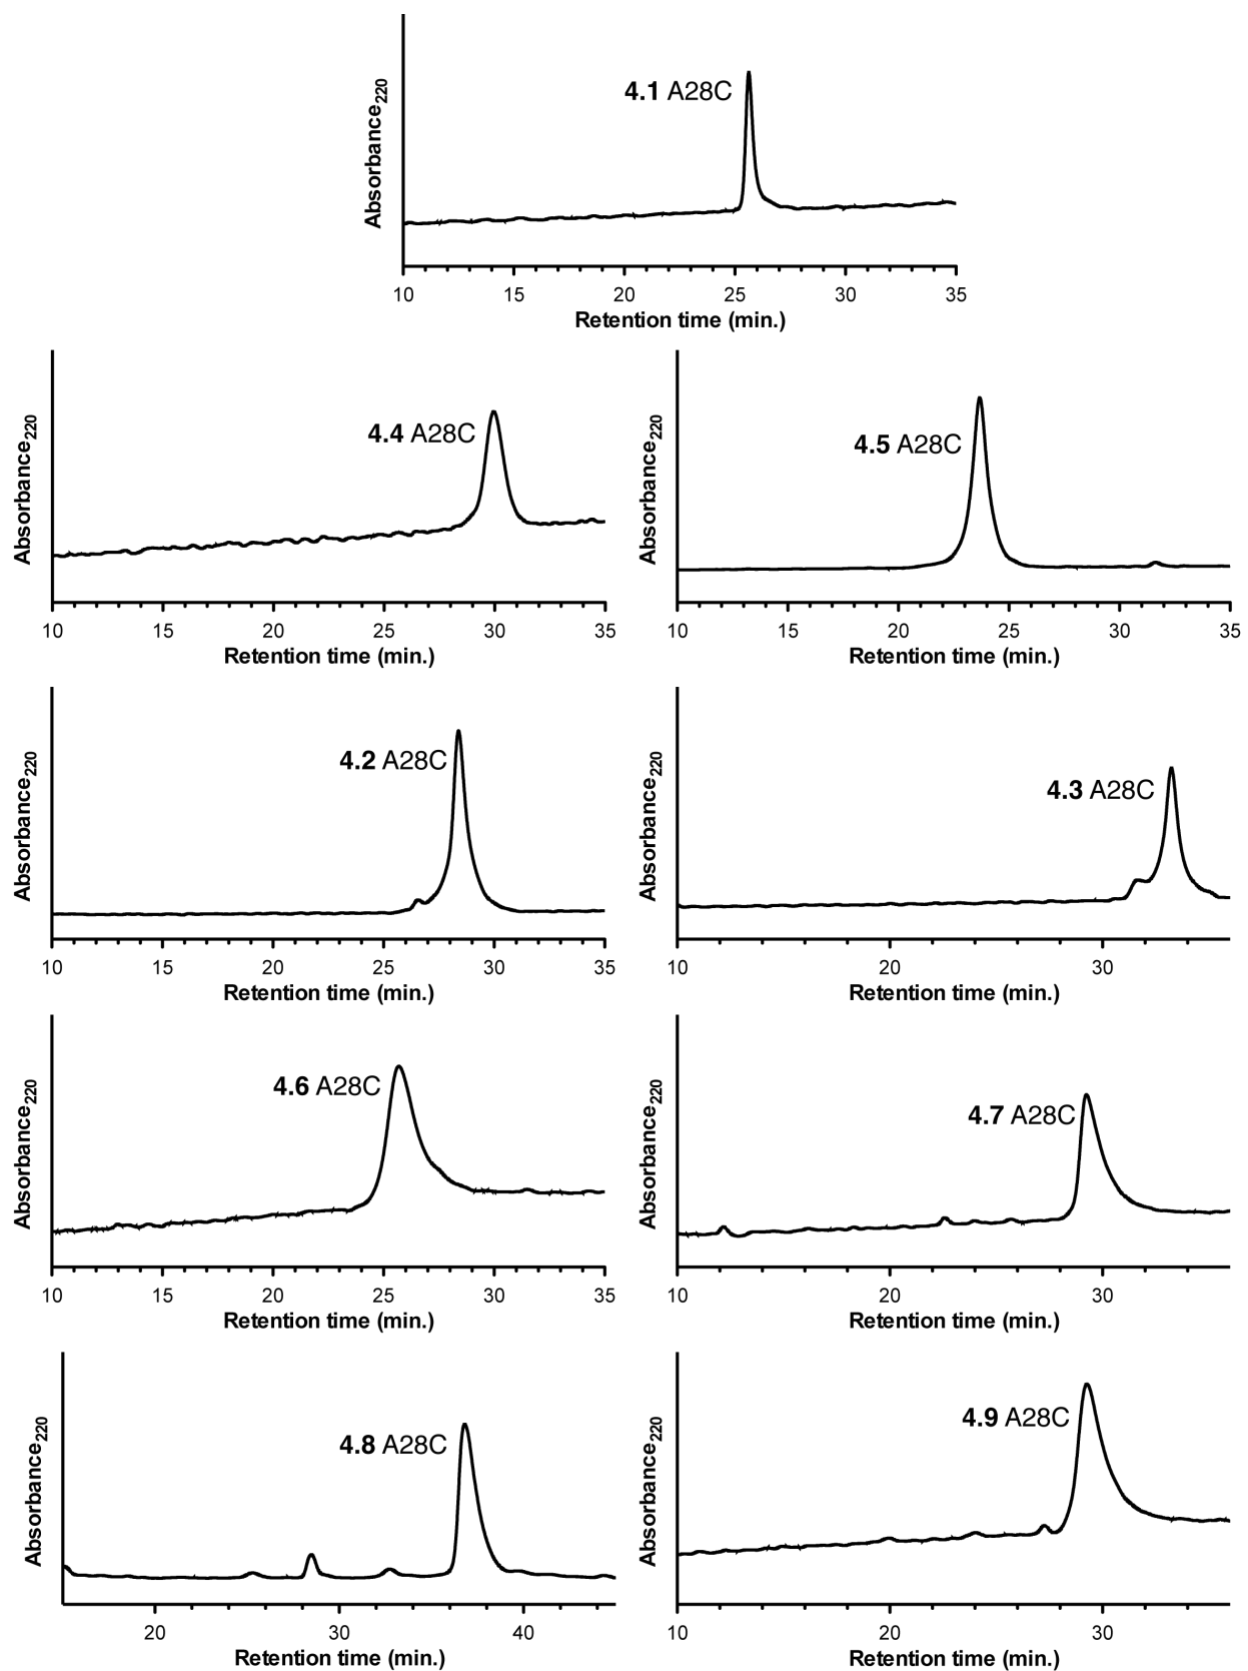 4.1 A28C
Absorbance220
10 15 20 25 30 35
Retention time (min.)
4.4 A28C
Absorbance220
10 15 20 25 30 35
Retention time (min.)
4.5 A28C
Absorbance220
10 15 20 25 30 35
Retention time (min.)
4.2 A28C
Absorbance220
10 15 20 25 30 35
Retention time (min.)
4.3 A28C
Absorbance220
10 20 30
Retention time (min.)
4.6 A28C
Absorbance220
10 15 20 25 30 35
Retention time (min.)
4.7 A28C
Absorbance220
10 20 30
Retention time (min.)
4.8 A28C
Absorbance220
20 30 40
Retention time (min.)
4.9 A28C
Absorbance220
10 20 30
Retention time (min.)